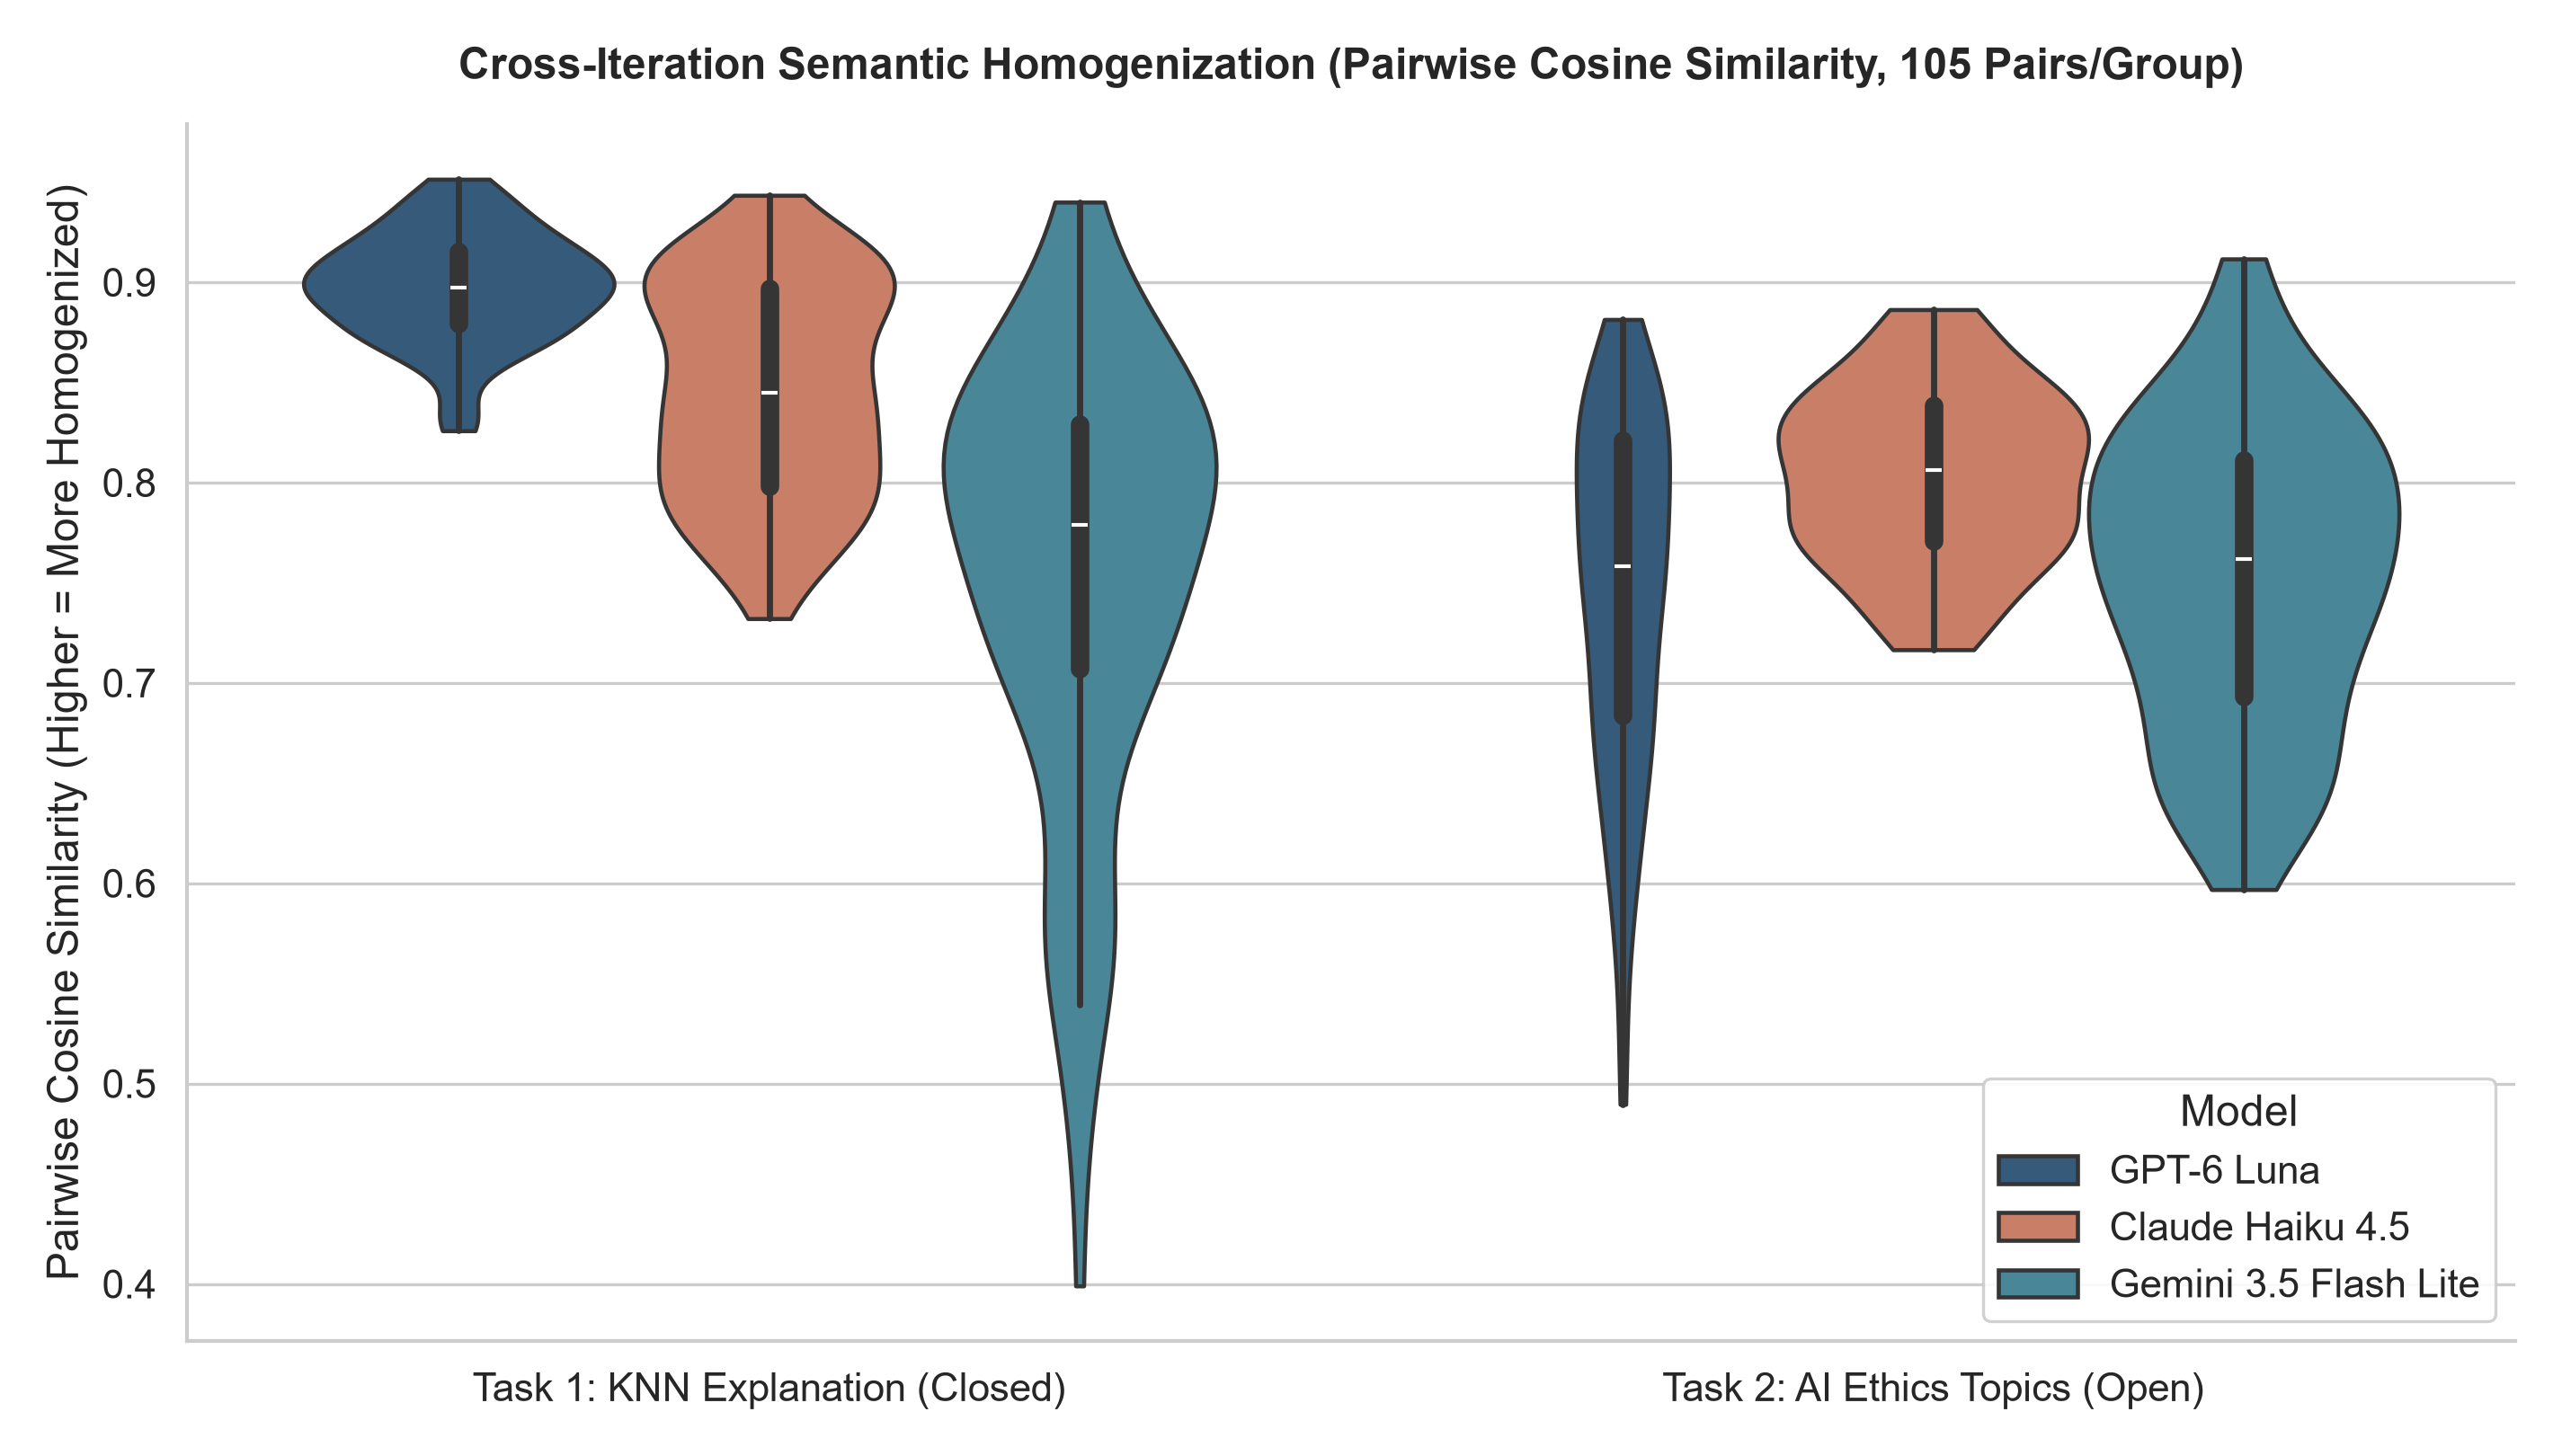 Cross-Iteration Semantic Homogenization (Pairwise Cosine Similarity, 105 Pairs/Group)
Pairwise Cosine Similarity (Higher = More Homogenized)
0.9
0.8
0.7
0.6
0.5
0.4
Task 1: KNN Explanation (Closed)
Task 2: AI Ethics Topics (Open)
Model
GPT-6 Luna
Claude Haiku 4.5
Gemini 3.5 Flash Lite